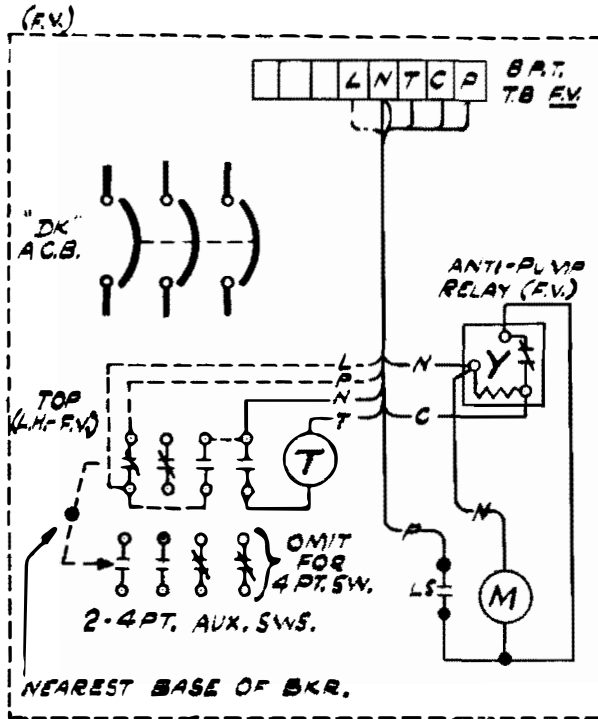 (F.V.)
L N T C P
8 P.T.
T.B F.V.
"DK"
A.C.B.
ANTI-PUMP
RELAY (F.V.)
Y
L
P
N
T
N
C
TOP
(L.H.-F.V.)
T
P
N
OMIT
FOR
4 PT. SW.
LS
M
2-4 PT. AUX. SWS.
NEAREST BASE OF BKR.